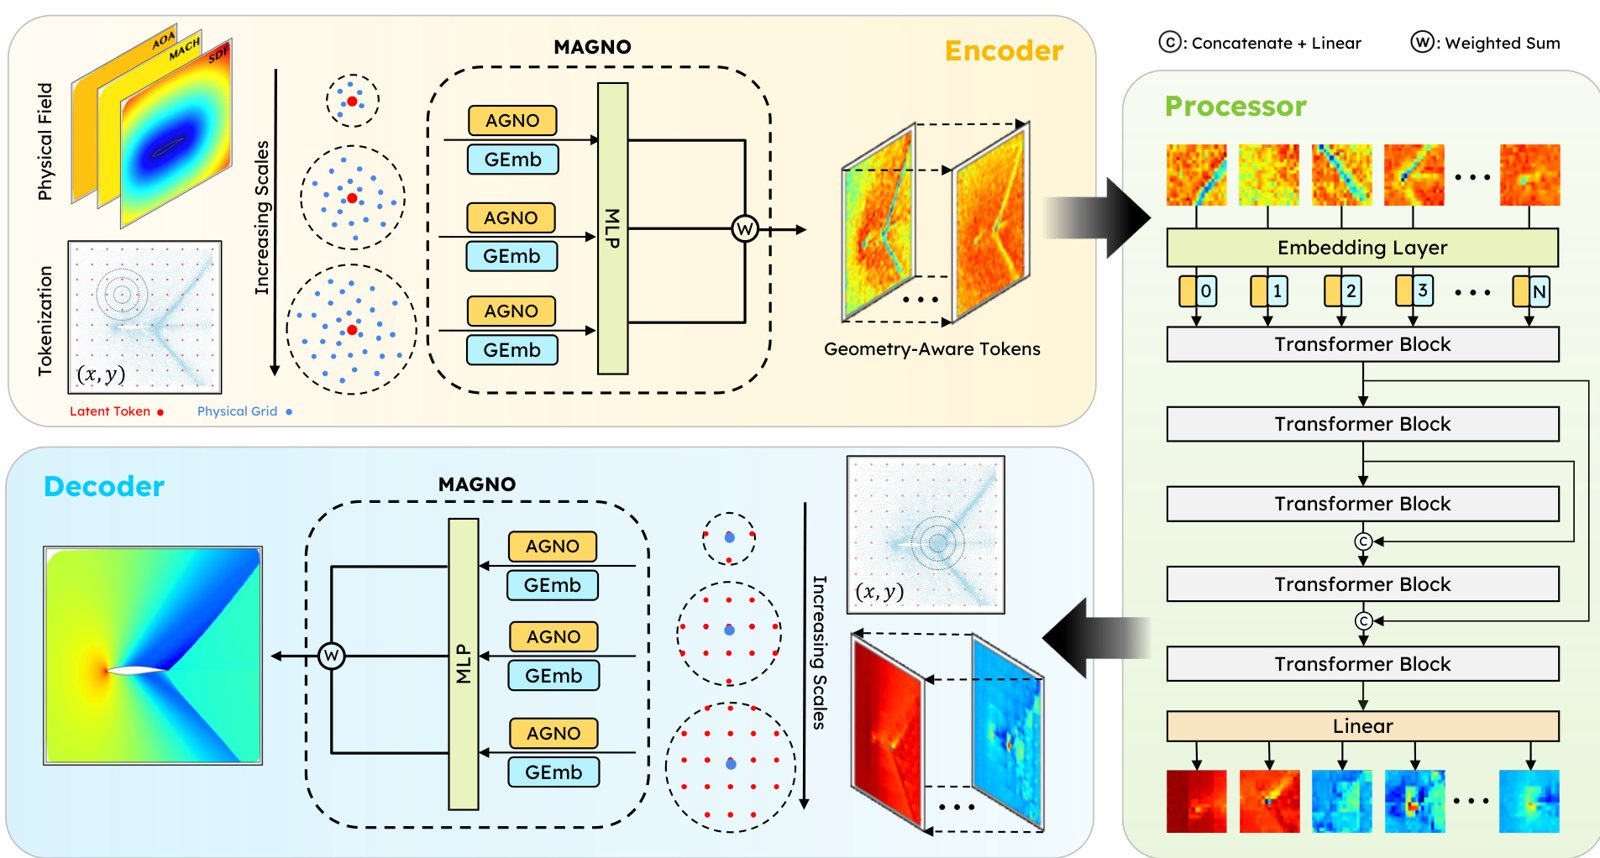 MAGNO
Encoder
AOA
MACH
SDF
Physical Field
Tokenization
(x, y)
Latent Token
Physical Grid
Increasing Scales
AGNO
GEmb
AGNO
GEmb
AGNO
GEmb
MLP
W
Geometry-Aware Tokens
C : Concatenate + Linear
W : Weighted Sum
Processor
Embedding Layer
0 1 2 3 N
Transformer Block
Transformer Block
Transformer Block
C
Transformer Block
C
Transformer Block
Linear
Decoder
MAGNO
W
MLP
AGNO
GEmb
AGNO
GEmb
AGNO
GEmb
Increasing Scales
(x, y)